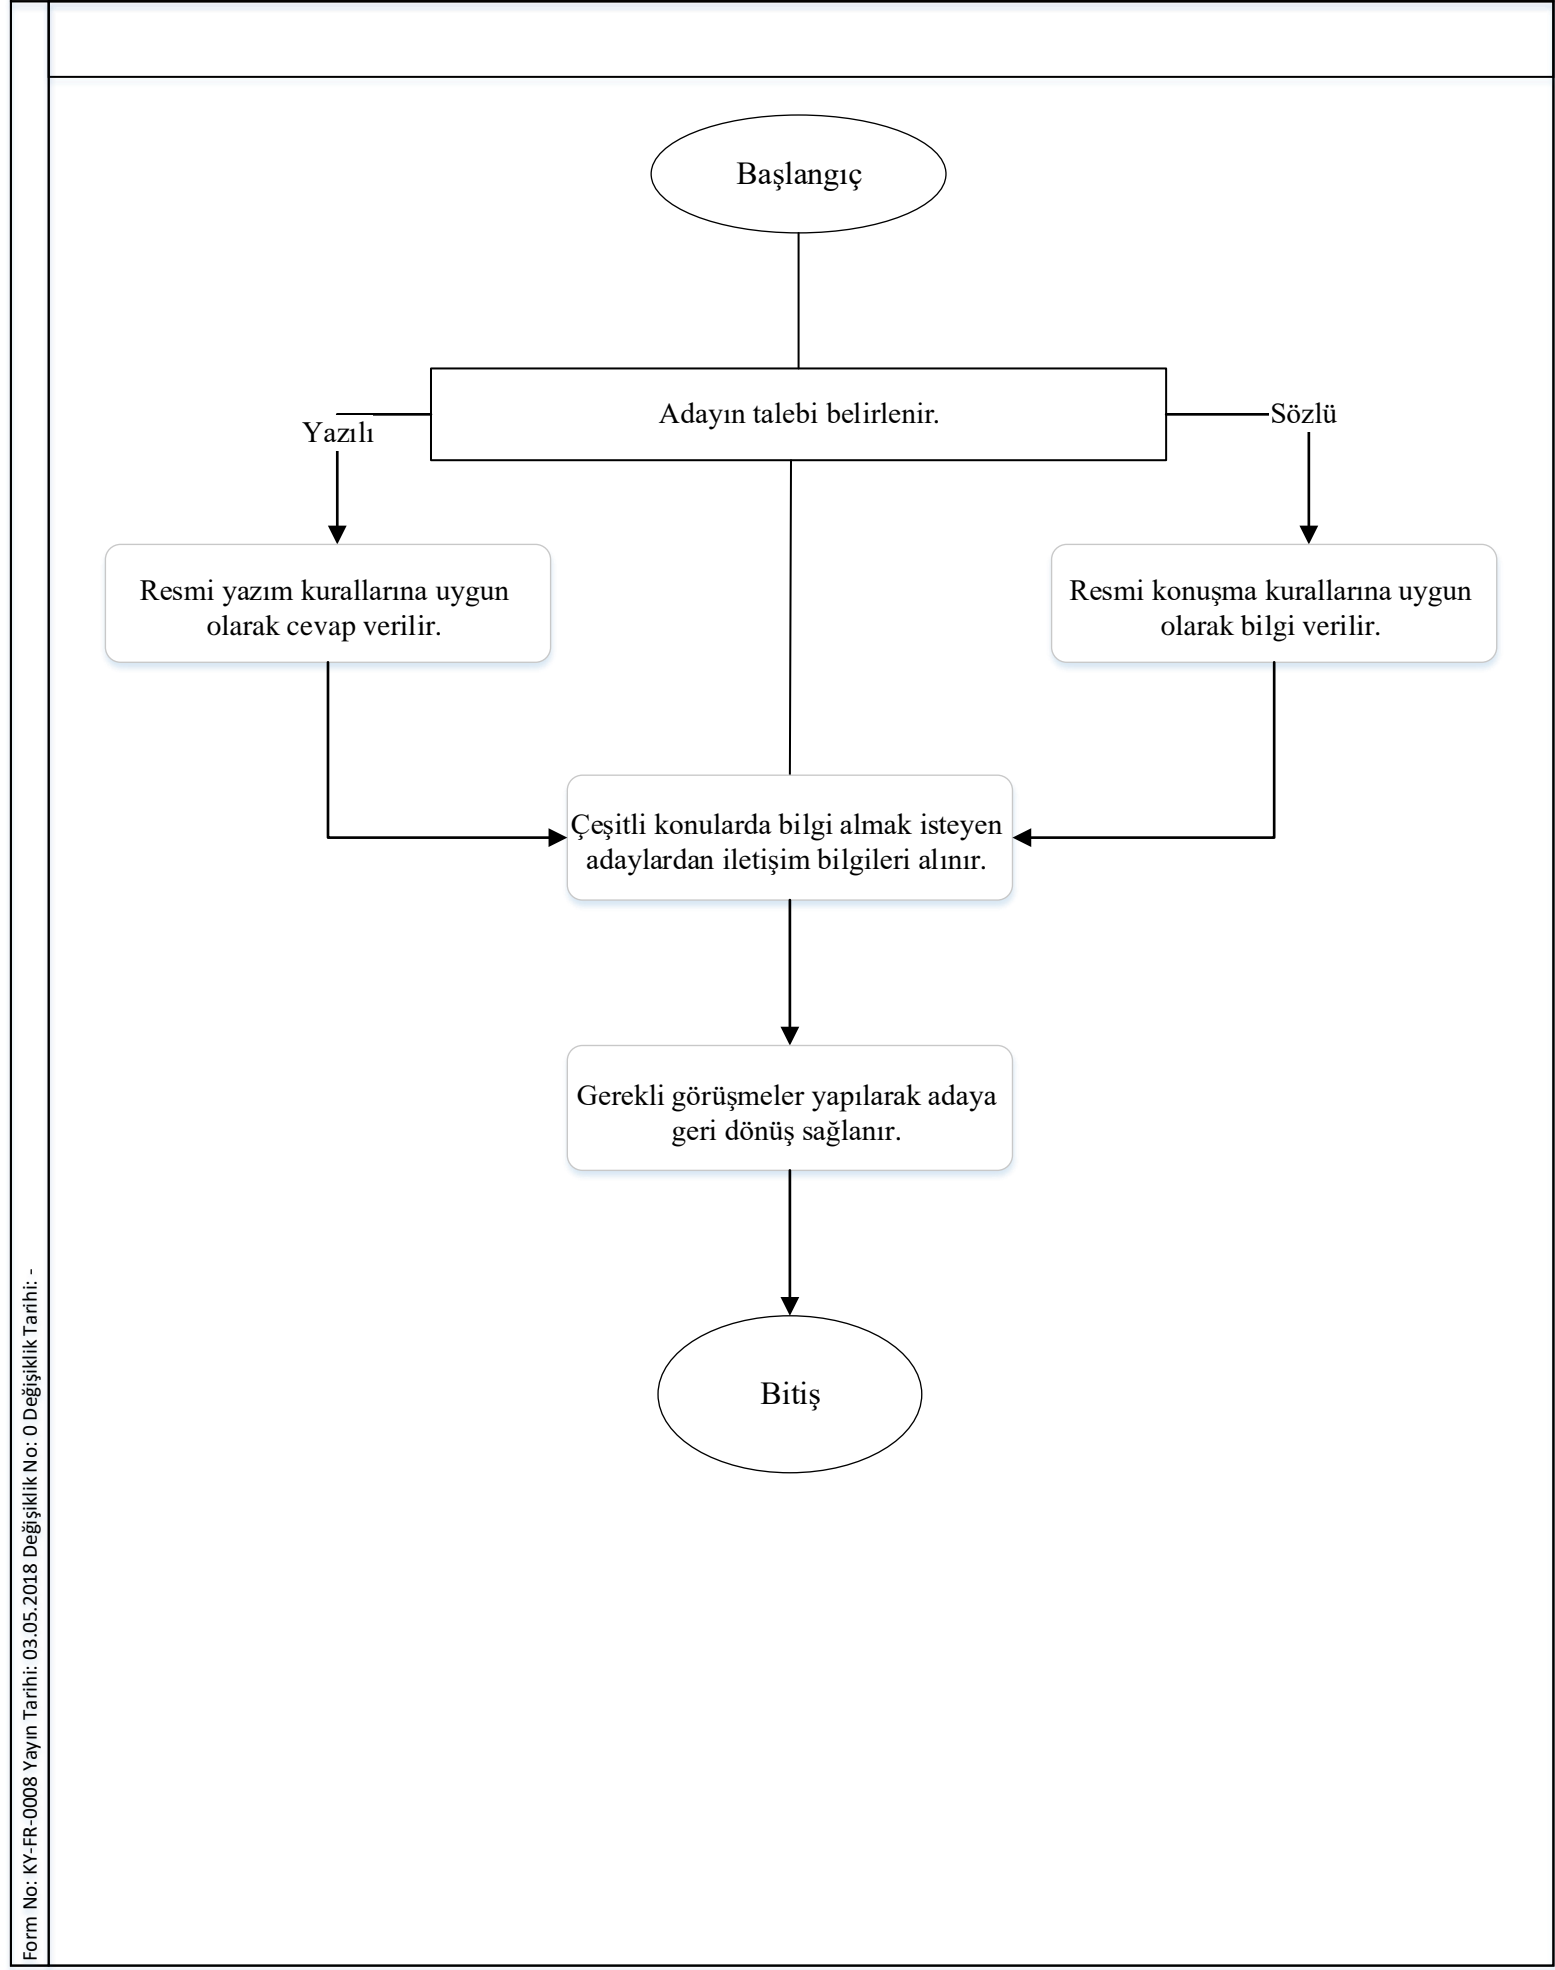 Başlangıç
Adayın talebi belirlenir.
Yazılı
Sözlü
Resmi yazım kurallarına uygun
olarak cevap verilir.
Resmi konuşma kurallarına uygun
olarak bilgi verilir.
Çeşitli konularda bilgi almak isteyen
adaylardan iletişim bilgileri alınır.
Gerekli görüşmeler yapılarak adaya
geri dönüş sağlanır.
Bitiş
Form No: KY-FR-0008 Yayın Tarihi: 03.05.2018 Değişiklik No: 0 Değişiklik Tarihi: -